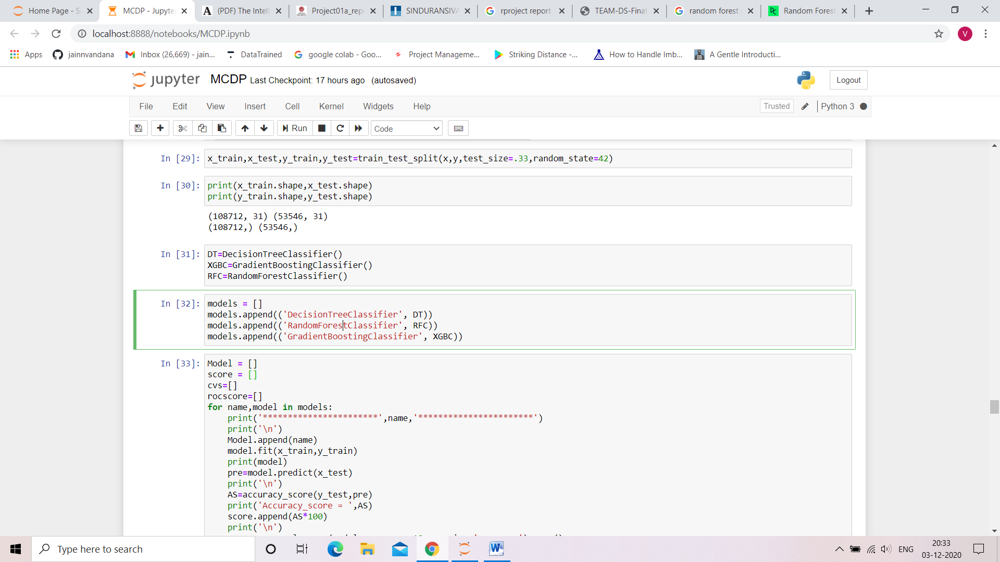 Home Page - S
MCDP - Jupyte
(PDF) The Intell
Project01a_rep
SINDURANSIVA
rproject report
TEAM-DS-Final
random forest
Random Forest
localhost:8888/notebooks/MCDP.ipynb
V
Apps
jainnvandana
Inbox (26,669) - jain...
DataTrained
google colab - Goo...
Project Manageme...
Striking Distance -...
How to Handle Imb...
A Gentle Introducti...
jupyter MCDP Last Checkpoint: 17 hours ago (autosaved)
Logout
File Edit View Insert Cell Kernel Widgets Help
Trusted
Python 3
Run
Code
In [29]: x_train,x_test,y_train,y_test=train_test_split(x,y,test_size=.33,random_state=42)
In [30]: print(x_train.shape,x_test.shape)
print(y_train.shape,y_test.shape)
(108712, 31) (53546, 31)
(108712,) (53546,)
In [31]: DT=DecisionTreeClassifier()
XGBC=GradientBoostingClassifier()
RFC=RandomForestClassifier()
In [32]: models = []
models.append(('DecisionTreeClassifier', DT))
models.append(('RandomForestClassifier', RFC))
models.append(('GradientBoostingClassifier', XGBC))
In [33]: Model = []
score = []
cvs=[]
rocscore=[]
for name,model in models:
print('***********************',name,'***********************')
print('\n')
Model.append(name)
model.fit(x_train,y_train)
print(model)
pre=model.predict(x_test)
print('\n')
AS=accuracy_score(y_test,pre)
print('Accuracy_score = ',AS)
score.append(AS*100)
print('\n')
Type here to search
ENG
20:33
03-12-2020